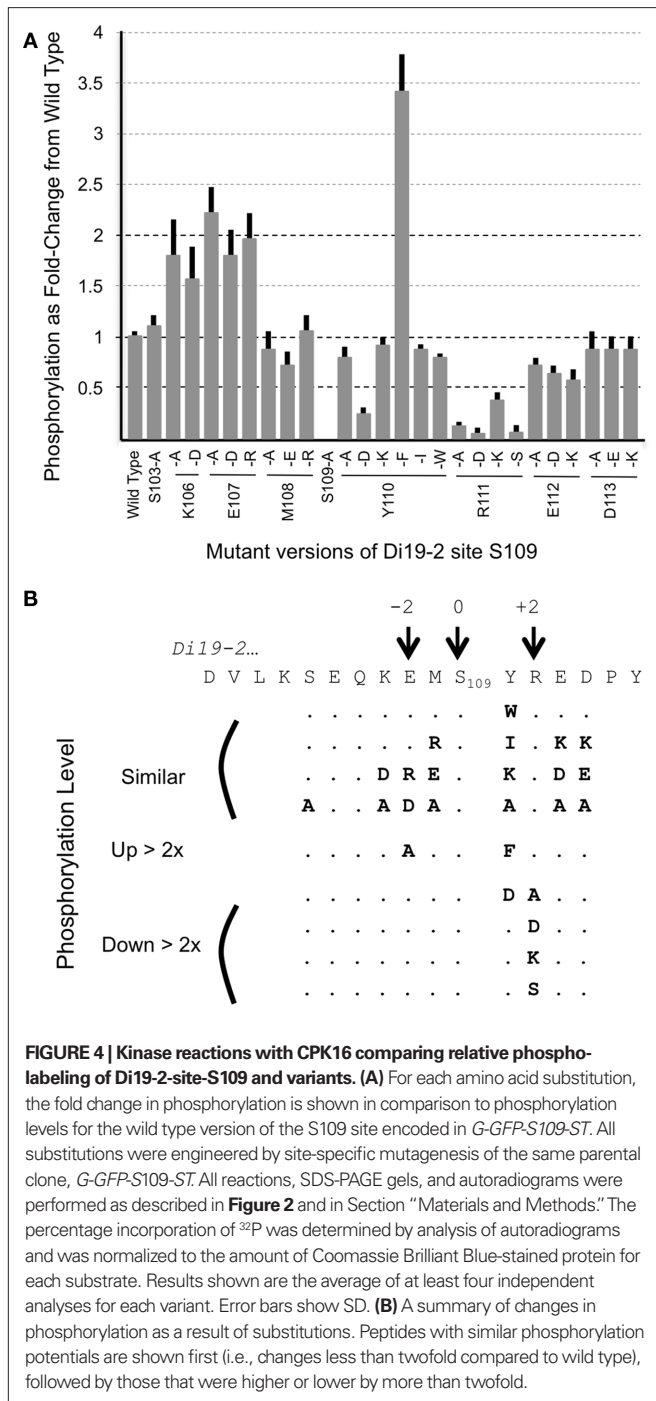 A
Phosphorylation as Fold-Change from Wild Type
4
3.5
3
2.5
2
1.5
1
0.5
Wild Type
S103-A
-A
-D
K106
-A
-D
-R
E107
-A
-E
-R
M108
S109-A
-A
-D
-K
-F
-I
-W
Y110
-A
-D
-K
-S
R111
-A
-D
-K
E112
-A
-E
-K
D113
Mutant versions of Di19-2 site S109
B
−2 0 +2
Di19-2...
D V L K S E Q K E M S109 Y R E D P Y
Phosphorylation Level
Similar
. . . . . . . W . . .
. . . . . R . I . K K
. . . D R E . K . D E
A . . A D A . A . A A
Up > 2x
. . . . A . . F . . .
Down > 2x
. . . . . . . D A . .
. . . . . . . . D . .
. . . . . . . . K . .
. . . . . . . . S . .
FIGURE 4 | Kinase reactions with CPK16 comparing relative phospho-
labeling of Di19-2-site-S109 and variants. (A) For each amino acid substitution,
the fold change in phosphorylation is shown in comparison to phosphorylation
levels for the wild type version of the S109 site encoded in G-GFP-S109-ST. All
substitutions were engineered by site-specific mutagenesis of the same parental
clone, G-GFP-S109-ST. All reactions, SDS-PAGE gels, and autoradiograms were
performed as described in Figure 2 and in Section "Materials and Methods." The
percentage incorporation of 32P was determined by analysis of autoradiograms
and was normalized to the amount of Coomassie Brilliant Blue-stained protein for
each substrate. Results shown are the average of at least four independent
analyses for each variant. Error bars show SD. (B) A summary of changes in
phosphorylation as a result of substitutions. Peptides with similar phosphorylation
potentials are shown first (i.e., changes less than twofold compared to wild type),
followed by those that were higher or lower by more than twofold.